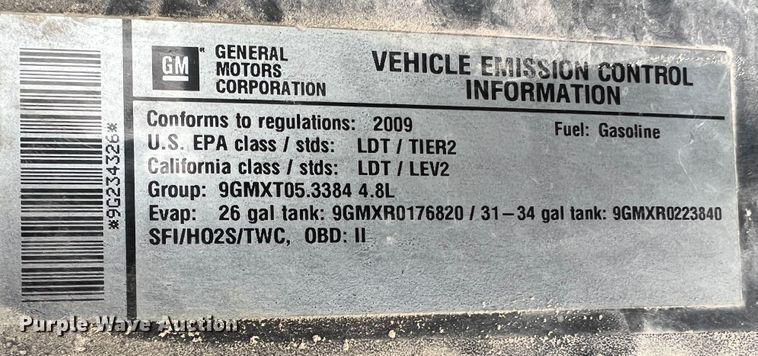 *9G234326*
GM
GENERAL
MOTORS
CORPORATION
VEHICLE EMISSION CONTROL
INFORMATION
Conforms to regulations: 2009 Fuel: Gasoline
U.S. EPA class / stds: LDT / TIER2
California class / stds: LDT / LEV2
Group: 9GMXT05.3384 4.8L
Evap: 26 gal tank: 9GMXR0176820 / 31-34 gal tank: 9GMXR0223840
SFI/HO2S/TWC, OBD: II
Purple Wave Auction